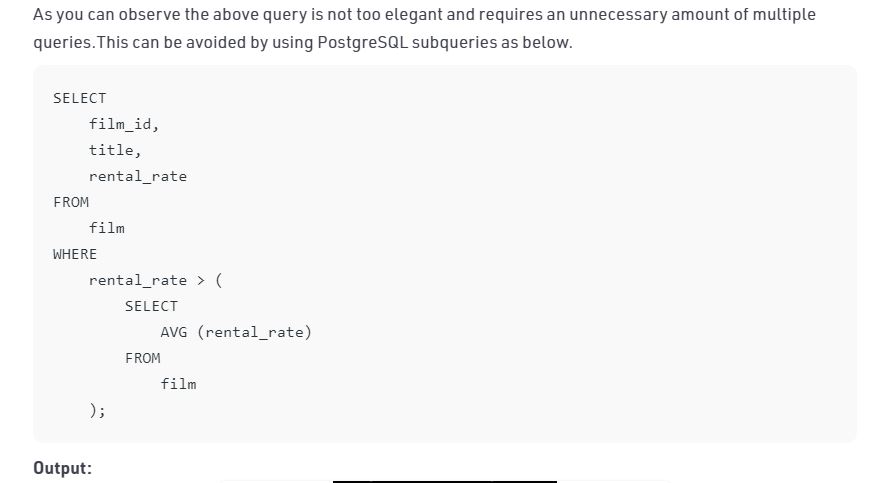 As you can observe the above query is not too elegant and requires an unnecessary amount of multiple
queries.This can be avoided by using PostgreSQL subqueries as below.
SELECT
    film_id,
    title,
    rental_rate
FROM
    film
WHERE
    rental_rate > (
        SELECT
            AVG (rental_rate)
        FROM
            film
    );
Output: